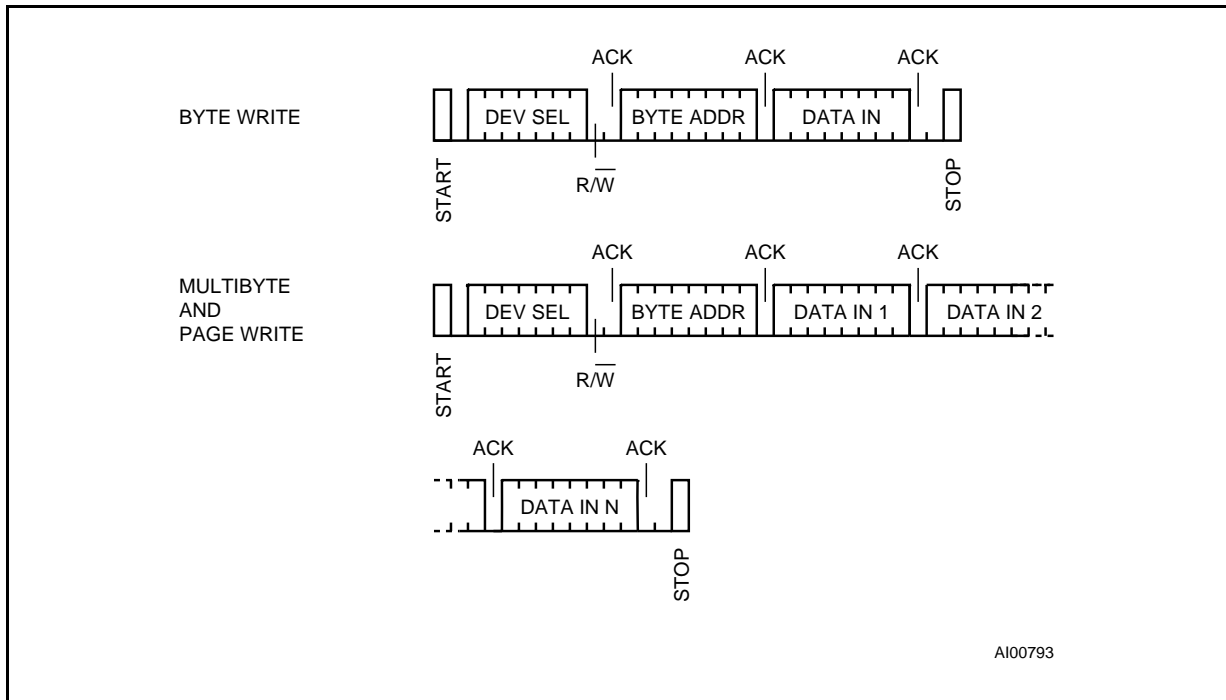 ACK ACK ACK
BYTE WRITE DEV SEL BYTE ADDR DATA IN
R/W̅
START STOP
ACK ACK ACK
MULTIBYTE
AND
PAGE WRITE
DEV SEL BYTE ADDR DATA IN 1 DATA IN 2
R/W̅
START
ACK ACK
DATA IN N
STOP
AI00793